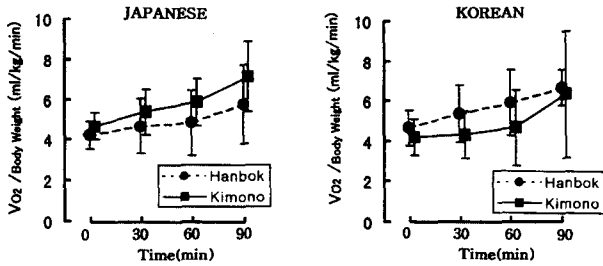 JAPANESE
VO2 /Body Weight (ml/kg/min)
10
8
6
4
2
0
Hanbok
Kimono
0 30 60 90
Time(min)
KOREAN
VO2 /Body Weight (ml/kg/min)
10
8
6
4
2
0
Hanbok
Kimono
0 30 60 90
Time(min)